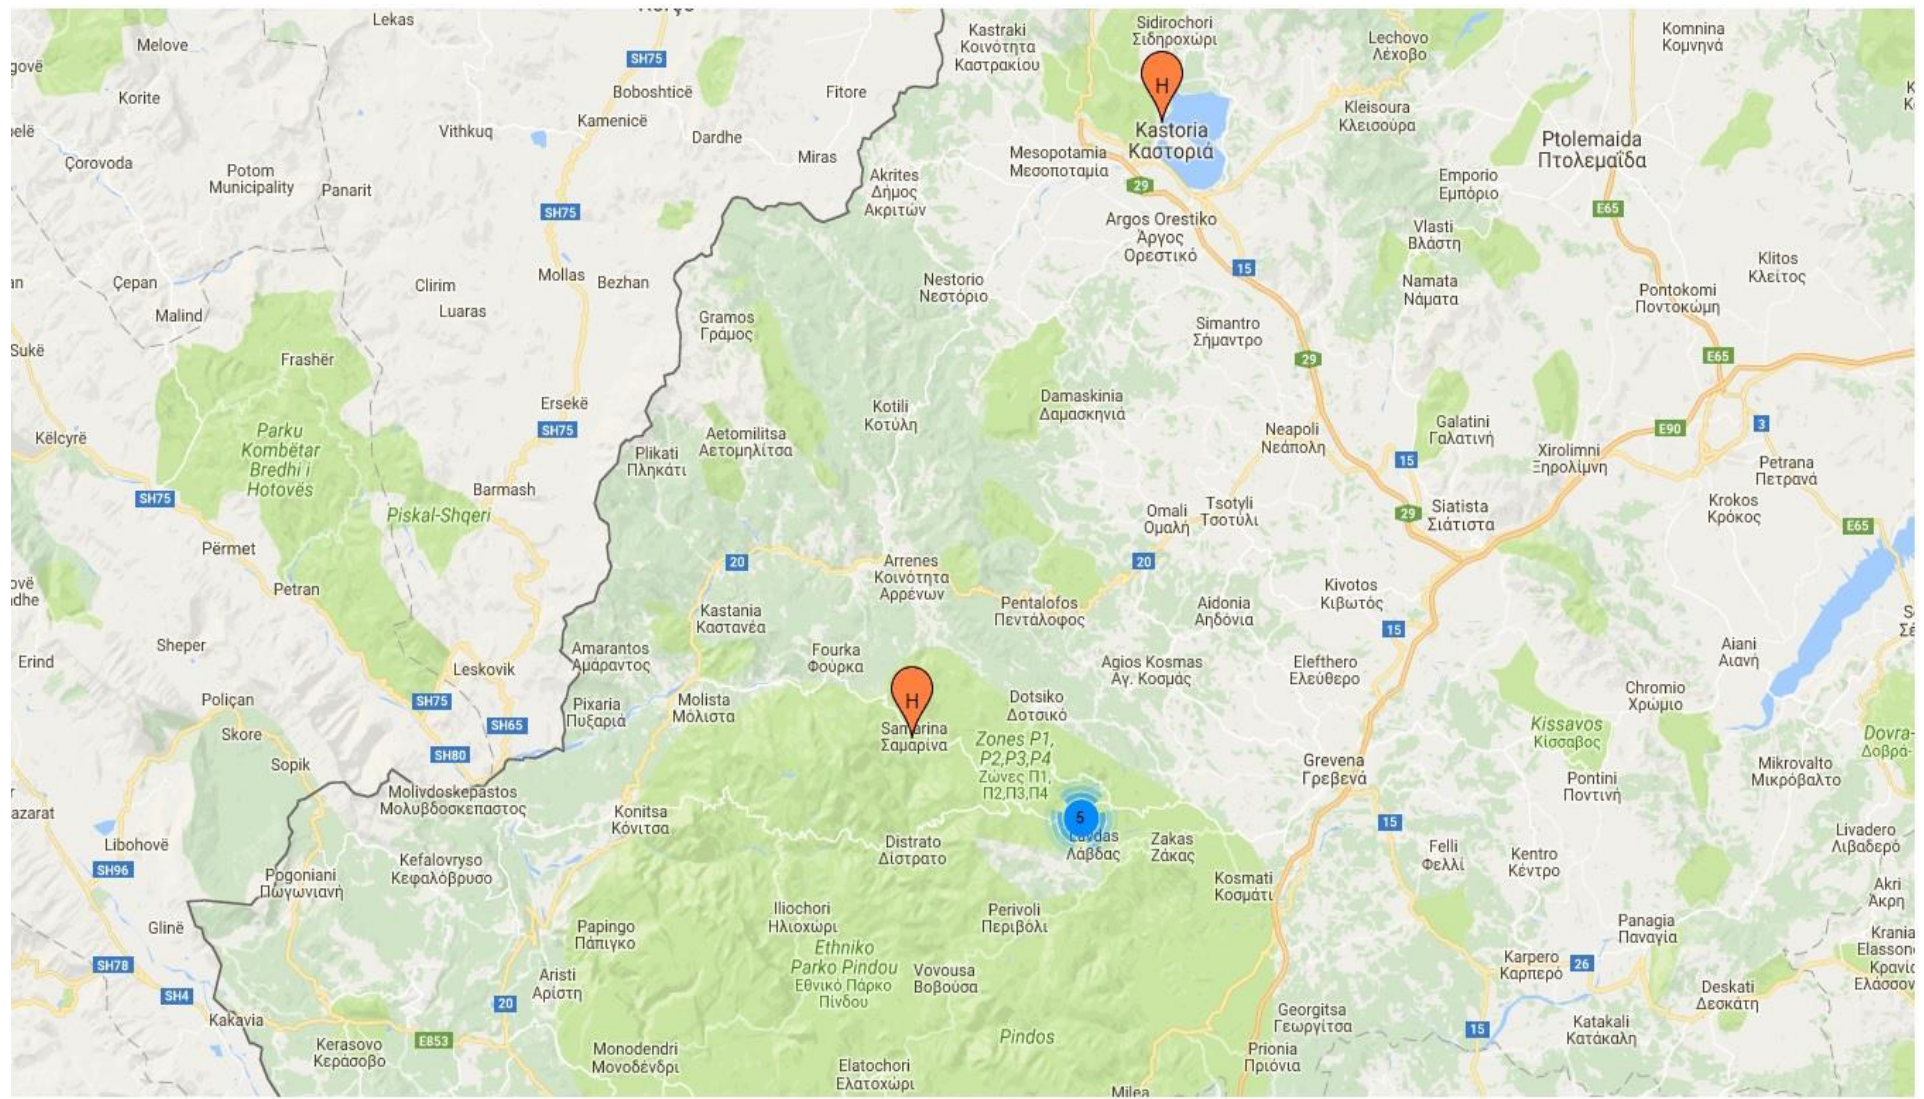 Lekas
Melove
Korite
SH75
Boboshticë
Fitore
Kamenicë
Vithkuq
Dardhe
Miras
Çorovoda
Potom
Municipality
Panarit
SH75
Kastraki
Κοινότητα
Καστρακίου
Sidirochori
Σιδηροχώρι
H
Lechovo
Λέχοβο
Komnina
Κομνηνά
Kleisoura
Κλεισούρα
Kastoria
Καστοριά
Mesopotamia
Μεσοποταμία
29
Ptolemaida
Πτολεμαΐδα
Emporio
Εμπόριο
E65
Akrites
Δήμος
Ακριτών
Argos Orestiko
Άργος
Ορεστικό
15
Vlasti
Βλάστη
Klitos
Κλείτος
Çepan
Malind
Clirim
Luaras
Mollas
Bezhan
Nestorio
Νεστόριο
Namata
Νάματα
Pontokomi
Ποντοκώμη
Gramos
Γράμος
Simantro
Σήμαντρο
29
E65
Sukë
Frashër
Ersekë
SH75
Kotili
Κοτύλη
Damaskinia
Δαμασκηνιά
Neapoli
Νεάπολη
Galatini
Γαλατινή
E90
3
Këlcyrë
Parku
Kombëtar
Bredhi i
Hotovës
Plikati
Πληκάτι
Aetomilitsa
Αετομηλίτσα
15
Xirolimni
Ξηρολίμνη
Petrana
Πετρανά
SH75
Barmash
Piskal-Shqeri
Omali
Ομαλή
Tsotyli
Τσοτύλι
29
Siatista
Σιάτιστα
Krokos
Κρόκος
E65
Përmet
20
Arrenes
Κοινότητα
Αρρένων
20
Petran
Kastania
Καστανέα
Pentalofos
Πεντάλοφος
Aidonia
Αηδόνια
Kivotos
Κιβωτός
15
Sheper
Erind
Leskovik
Amarantos
Αμάραντος
Fourka
Φούρκα
Agios Kosmas
Αγ. Κοσμάς
Elefthero
Ελεύθερο
Aiani
Αιανή
Poliçan
SH75
Pixaria
Πυξαριά
Molista
Μόλιστα
H
Dotsiko
Δοτσικό
Chromio
Χρώμιο
Skore
SH65
Samarina
Σαμαρίνα
Zones P1,
P2,P3,P4
Ζώνες Π1,
Π2,Π3,Π4
Kissavos
Κίσσαβος
Dovra-
Δοβρά-
Sopik
SH80
Grevena
Γρεβενά
Pontini
Ποντινή
Mikrovalto
Μικρόβαλτο
Molivdoskepastos
Μολυβδοσκεπαστος
Konitsa
Κόνιτσα
5
15
Libohovë
SH96
Distrato
Δίστρατο
Λάβδας
Zakas
Ζάκας
Felli
Φελλί
Kentro
Κέντρο
Livadero
Λιβαδερό
Kefalovryso
Κεφαλόβρυσο
Pogoniani
Πωγωνιανή
Kosmati
Κοσμάτι
Akri
Άκρη
Glinë
Papingo
Πάπιγκο
Iliochori
Ηλιοχώρι
Perivoli
Περιβόλι
Panagia
Παναγία
SH78
Ethniko
Parko Pindou
Εθνικό Πάρκο
Πίνδου
Vovousa
Βοβούσα
Karpero
Καρπερό
26
SH4
Aristi
Αρίστη
20
Deskati
Δεσκάτη
Kakavia
E853
Pindos
Georgitsa
Γεωργίτσα
15
Katakali
Κατάκαλη
Kerasovo
Κεράσοβο
Monodendri
Μονοδένδρι
Elatochori
Ελατοχώρι
Prionia
Πριόνια
Milea